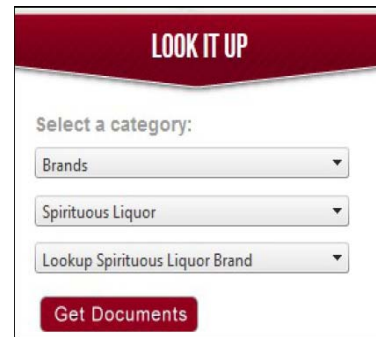 LOOK IT UP
Select a category:
Brands
Spirituous Liquor
Lookup Spirituous Liquor Brand
Get Documents